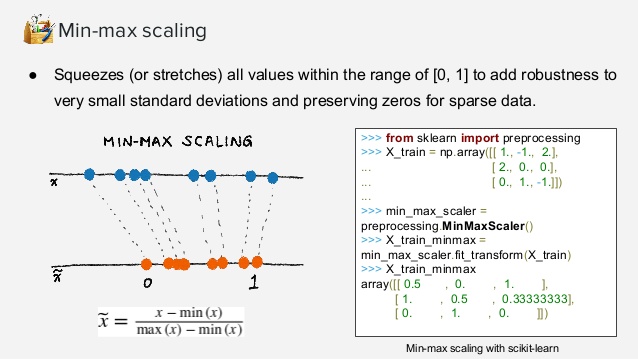 Min-max scaling
● Squeezes (or stretches) all values within the range of [0, 1] to add robustness to
very small standard deviations and preserving zeros for sparse data.
MIN-MAX SCALING
x
x̃
0 1
x̃ = x − min (x) / max (x) − min (x)
>>> from sklearn import preprocessing
>>> X_train = np.array([[ 1., -1., 2.],
... [ 2., 0., 0.],
... [ 0., 1., -1.]])
...
>>> min_max_scaler =
preprocessing.MinMaxScaler()
>>> X_train_minmax =
min_max_scaler.fit_transform(X_train)
>>> X_train_minmax
array([[ 0.5 , 0. , 1. ],
[ 1. , 0.5 , 0.33333333],
[ 0. , 1. , 0. ]])
Min-max scaling with scikit-learn